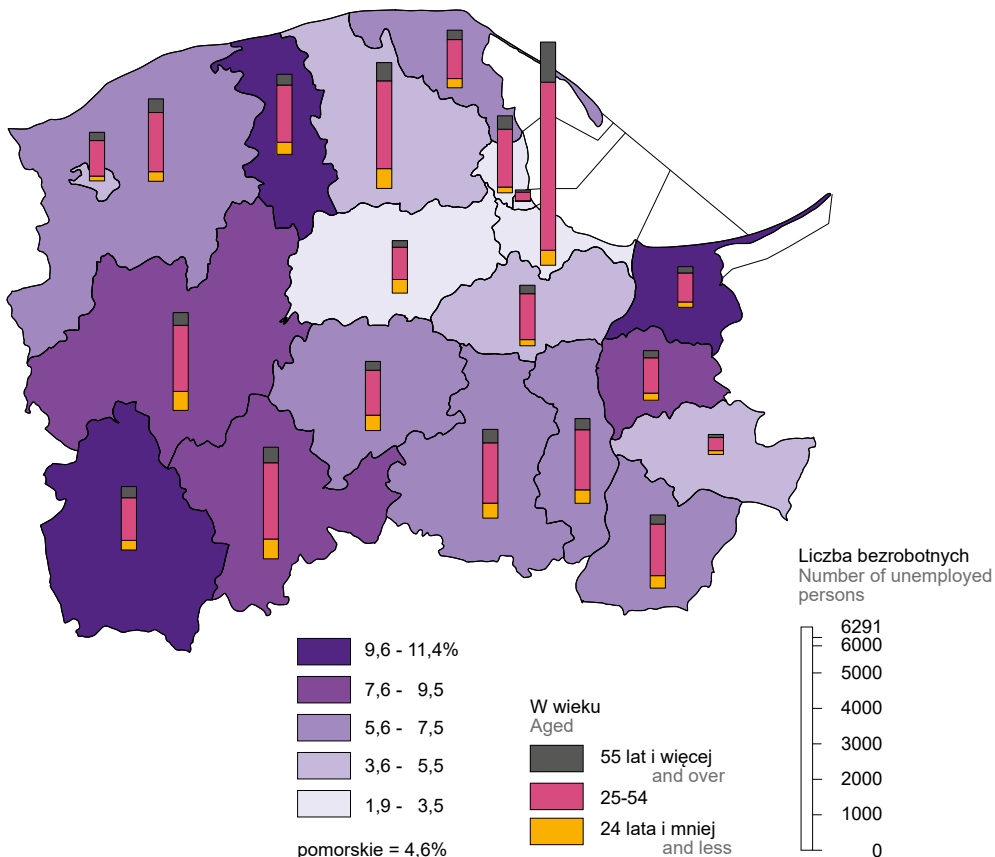 9,6 - 11,4%
7,6 - 9,5
5,6 - 7,5
3,6 - 5,5
1,9 - 3,5
pomorskie = 4,6%
W wieku
Aged
55 lat i więcej
and over
25-54
24 lata i mniej
and less
Liczba bezrobotnych
Number of unemployed
persons
6291
6000
5000
4000
3000
2000
1000
0